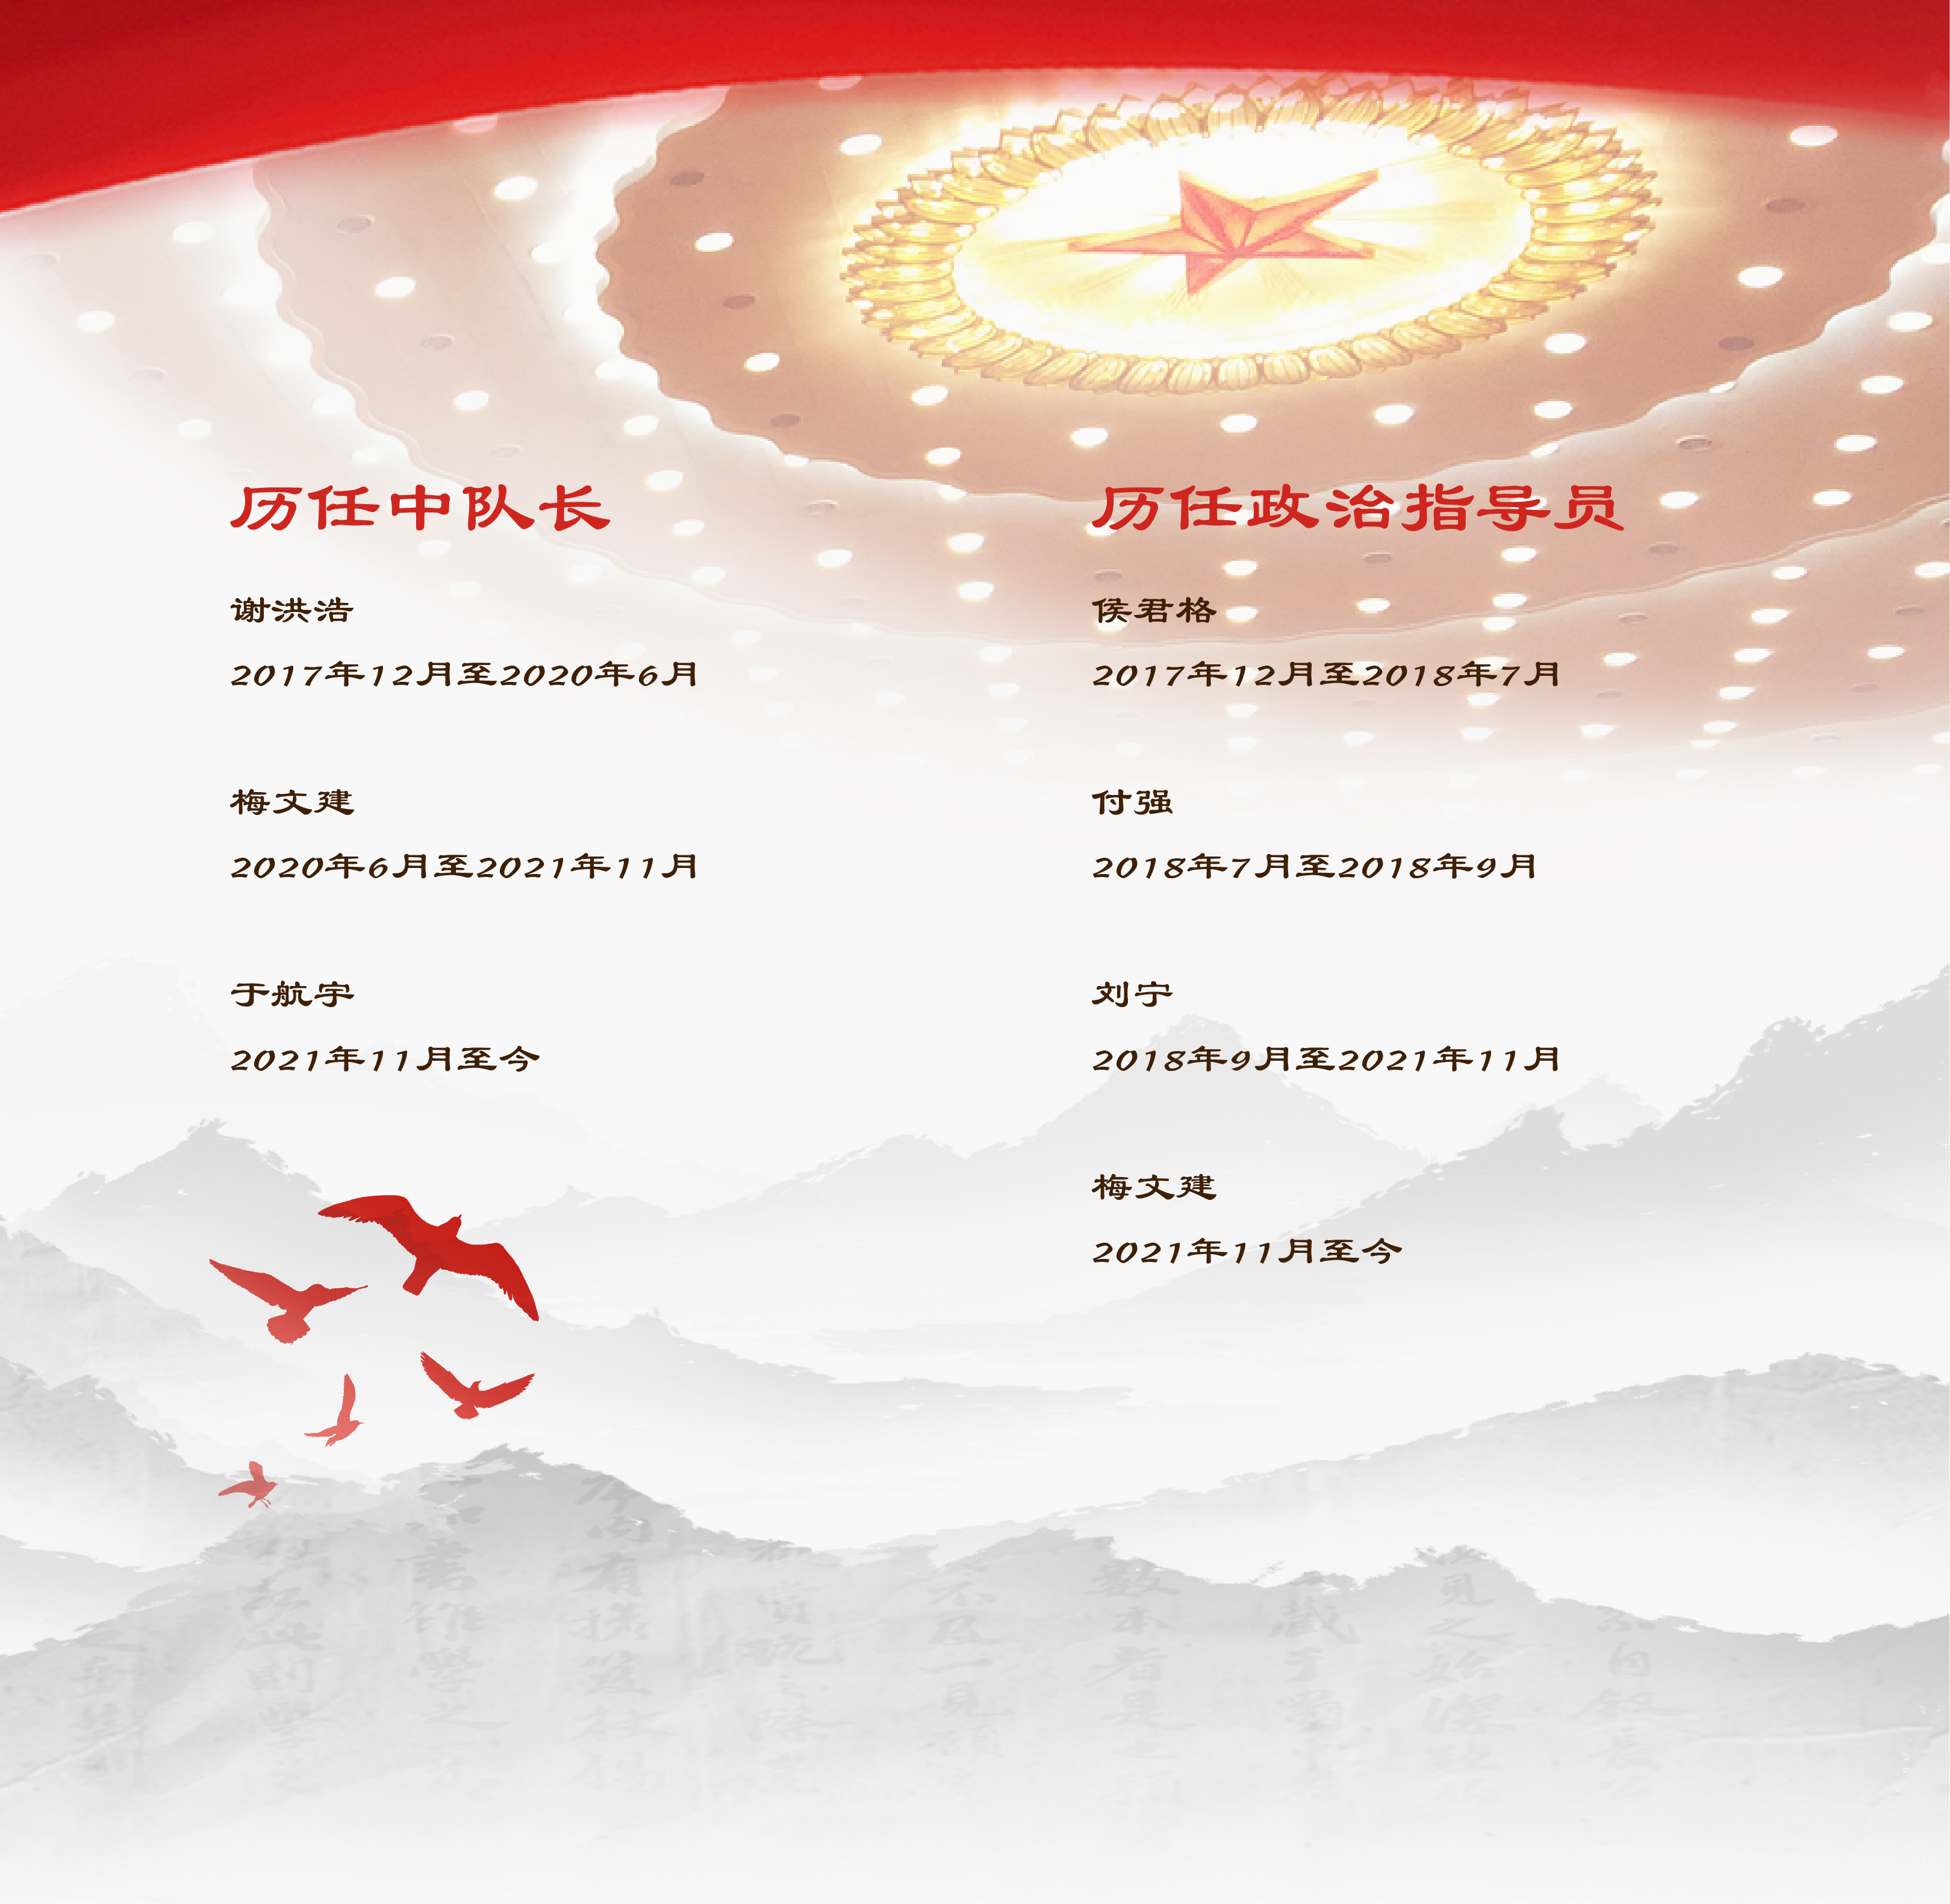 历任中队长
谢洪浩
2017年12月至2020年6月
梅文建
2020年6月至2021年11月
于航宇
2021年11月至今
历任政治指导员
侯君格
2017年12月至2018年7月
付强
2018年7月至2018年9月
刘宁
2018年9月至2021年11月
梅文建
2021年11月至今